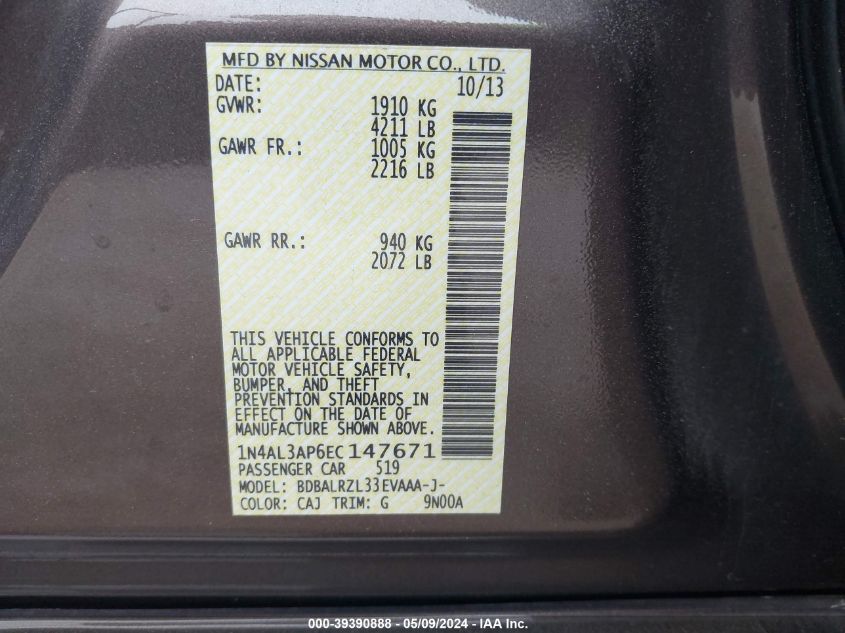 MFD BY NISSAN MOTOR CO., LTD.
DATE: 10/13
GVWR: 1910 KG
4211 LB
GAWR FR.: 1005 KG
2216 LB
GAWR RR.: 940 KG
2072 LB
THIS VEHICLE CONFORMS TO
ALL APPLICABLE FEDERAL
MOTOR VEHICLE SAFETY,
BUMPER, AND THEFT
PREVENTION STANDARDS IN
EFFECT ON THE DATE OF
MANUFACTURE SHOWN ABOVE.
1N4AL3AP6EC147671
PASSENGER CAR 519
MODEL: BDBALRZL33EVAAA-J-
COLOR: CAJ TRIM: G 9N00A
000-39390888 - 05/09/2024 - IAA Inc.